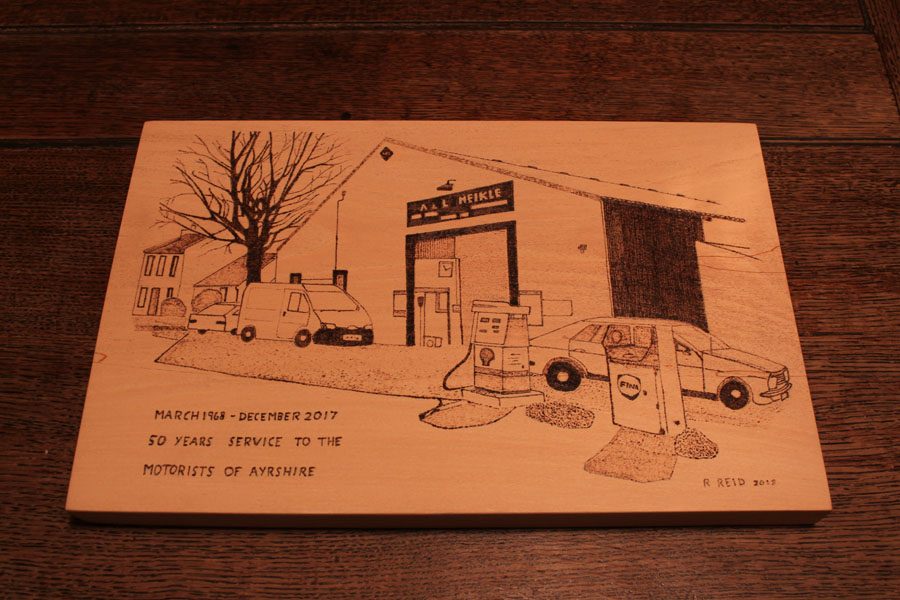 A & L MEIKLE
FINA
MARCH 1968 - DECEMBER 2017
50 YEARS SERVICE TO THE
MOTORISTS OF AYRSHIRE
R REID 2018